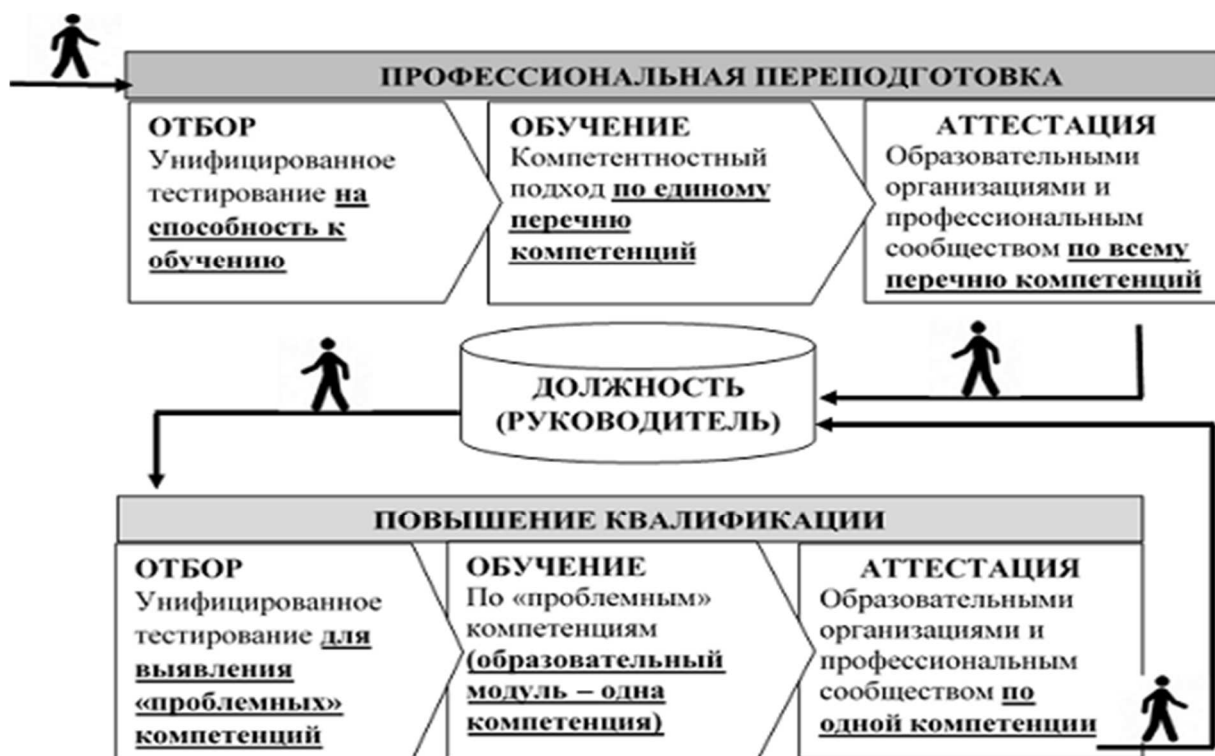 ПРОФЕССИОНАЛЬНАЯ ПЕРЕПОДГОТОВКА
ОТБОР
Унифицированное
тестирование на
способность к
обучению
ОБУЧЕНИЕ
Компетентностный
подход по единому
перечню
компетенций
АТТЕСТАЦИЯ
Образовательными
организациями и
профессиональным
сообществом по всему
перечню компетенций
ДОЛЖНОСТЬ
(РУКОВОДИТЕЛЬ)
ПОВЫШЕНИЕ КВАЛИФИКАЦИИ
ОТБОР
Унифицированное
тестирование для
выявления
«проблемных»
компетенций
ОБУЧЕНИЕ
По «проблемным»
компетенциям
(образовательный
модуль – одна
компетенция)
АТТЕСТАЦИЯ
Образовательными
организациями и
профессиональным
сообществом по
одной компетенции